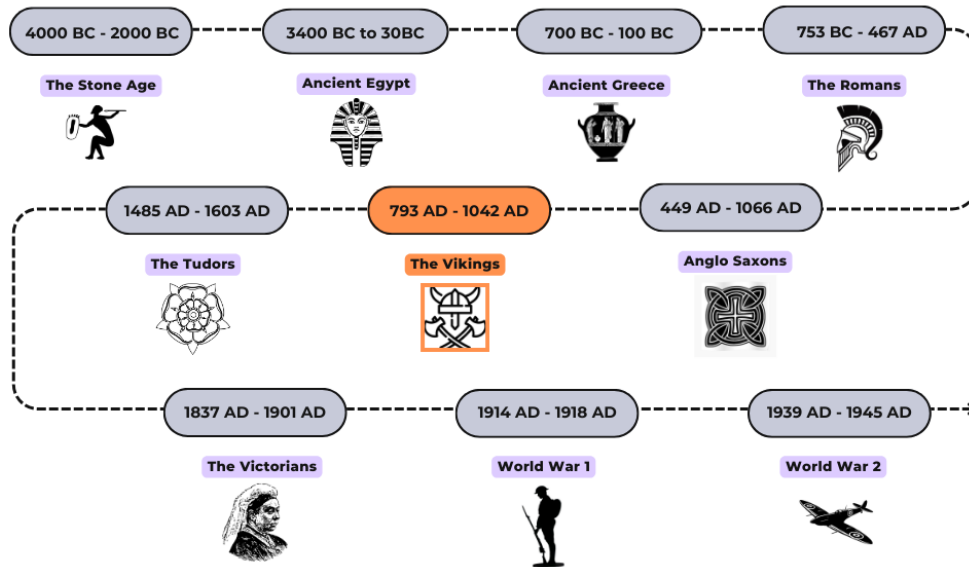 4000 BC - 2000 BC
The Stone Age
3400 BC to 30BC
Ancient Egypt
700 BC - 100 BC
Ancient Greece
753 BC - 467 AD
The Romans
449 AD - 1066 AD
Anglo Saxons
793 AD - 1042 AD
The Vikings
1485 AD - 1603 AD
The Tudors
1837 AD - 1901 AD
The Victorians
1914 AD - 1918 AD
World War 1
1939 AD - 1945 AD
World War 2